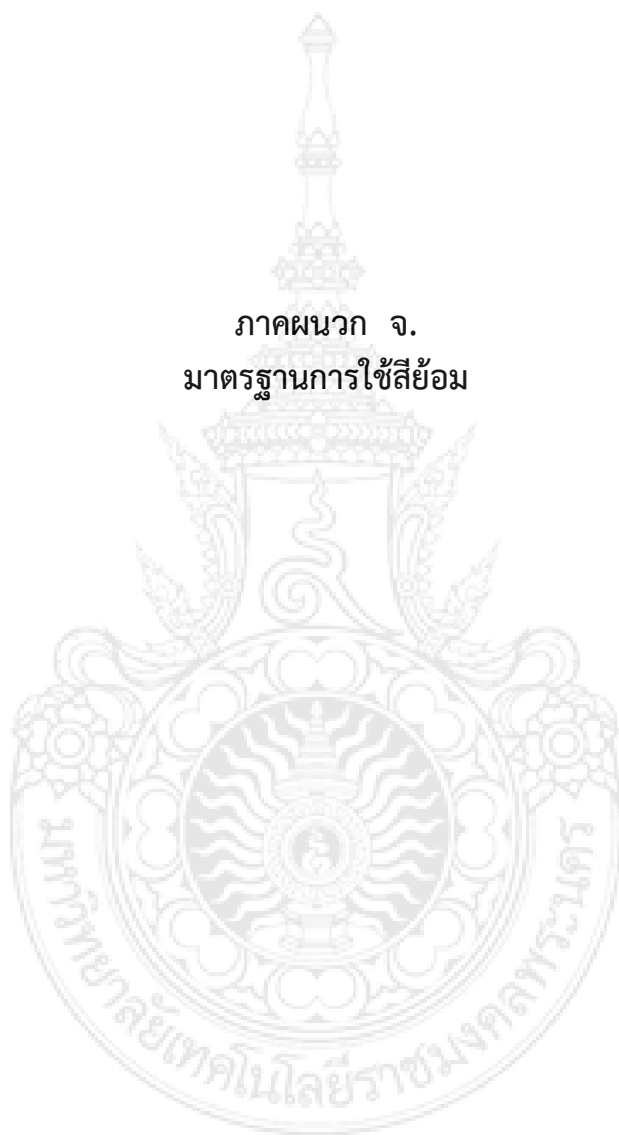 ภาคผนวก จ.
มาตรฐานการใช้สีย้อม
มหาวิทยาลัยเทคโนโลยีราชมงคลพระนคร